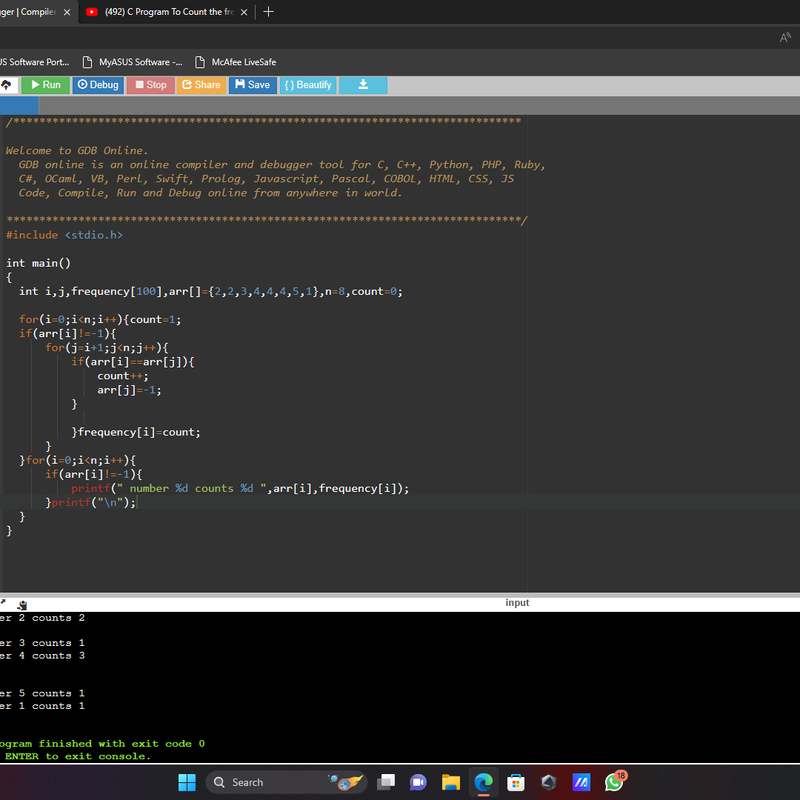 ger | Compiler
(492) C Program To Count the fre
US Software Port...
MyASUS Software -...
McAfee LiveSafe
Run
Debug
Stop
Share
Save
{ } Beautify
/******************************************************************************
Welcome to GDB Online.
GDB online is an online compiler and debugger tool for C, C++, Python, PHP, Ruby,
C#, OCaml, VB, Perl, Swift, Prolog, Javascript, Pascal, COBOL, HTML, CSS, JS
Code, Compile, Run and Debug online from anywhere in world.
*******************************************************************************/
#include <stdio.h>
int main()
{
int i,j,frequency[100],arr[]={2,2,3,4,4,4,5,1},n=8,count=0;
for(i=0;i<n;i++){count=1;
if(arr[i]!=-1){
for(j=i+1;j<n;j++){
if(arr[i]==arr[j]){
count++;
arr[j]=-1;
}
}frequency[i]=count;
}
}for(i=0;i<n;i++){
if(arr[i]!=-1){
printf(" number %d counts %d ",arr[i],frequency[i]);
}printf("\n");
}
}
input
er 2 counts 2
er 3 counts 1
er 4 counts 3
er 5 counts 1
er 1 counts 1
ogram finished with exit code 0
ENTER to exit console.
Search
18